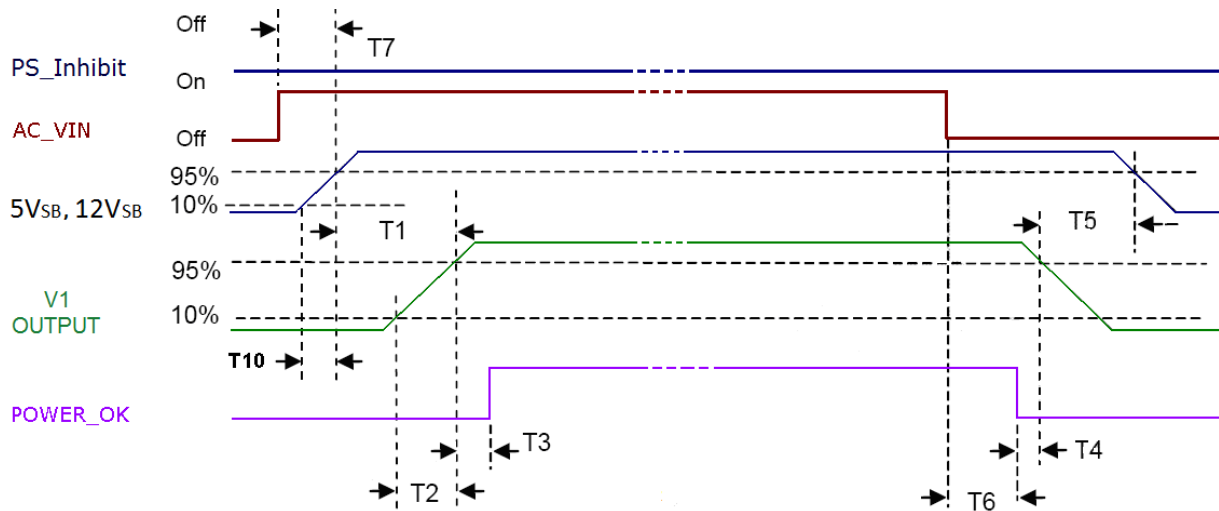 Off
T7
PS_Inhibit
On
AC_VIN
Off
95%
5VSB, 12VSB
10%
T1
T5
95%
V1
OUTPUT
10%
T10
POWER_OK
T3
T4
T2
T6